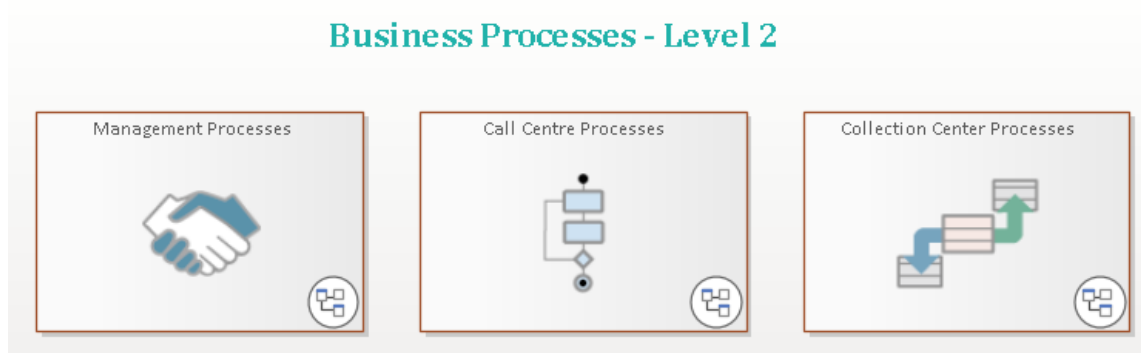 Business Processes - Level 2
Management Processes
Call Centre Processes
Collection Center Processes